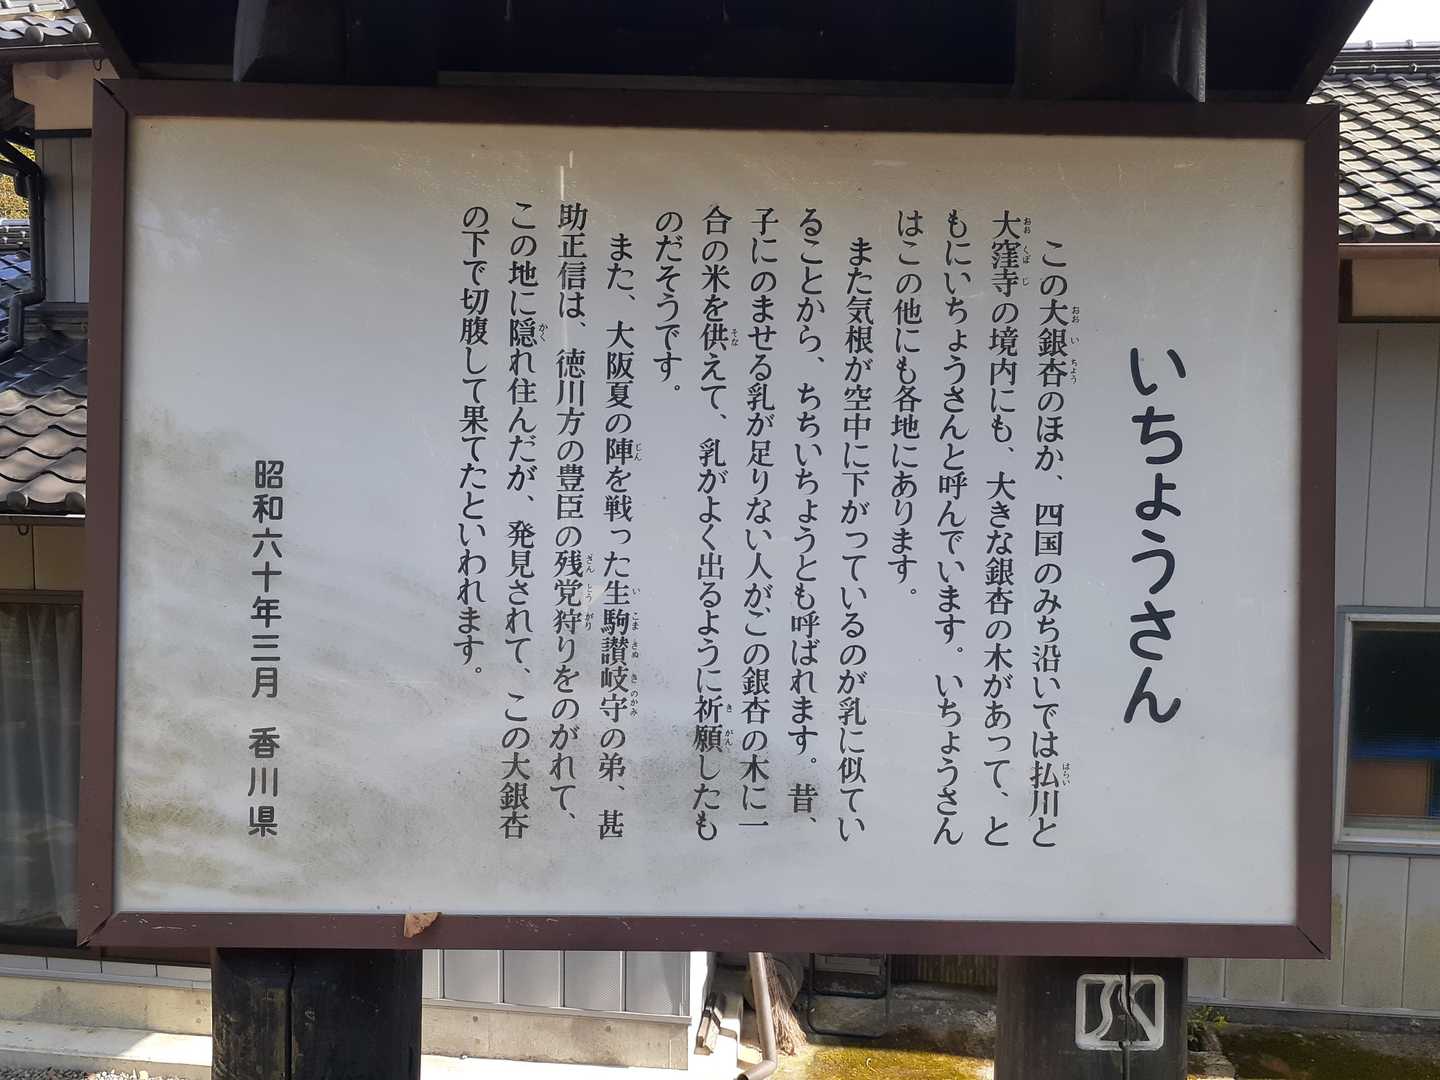 いちょうさん
この大銀杏のほか、四国のみち沿いでは払川と
大窪寺の境内にも、大きな銀杏の木があって、と
もにいちょうさんと呼んでいます。いちょうさん
はこの他にも各地にあります。
また気根が空中に下がっているのが乳に似てい
ることから、ちちいちょうとも呼ばれます。昔、
子にのませる乳が足りない人が、この銀杏の木に一
合の米を供えて、乳がよく出るように祈願したも
のだそうです。
また、大阪夏の陣を戦った生駒讃岐守の弟、甚
助正信は、徳川方の豊臣の残党狩りをのがれて、
この地に隠れ住んだが、発見されて、この大銀杏
の下で切腹して果てたといわれます。
昭和六十年三月 香川県